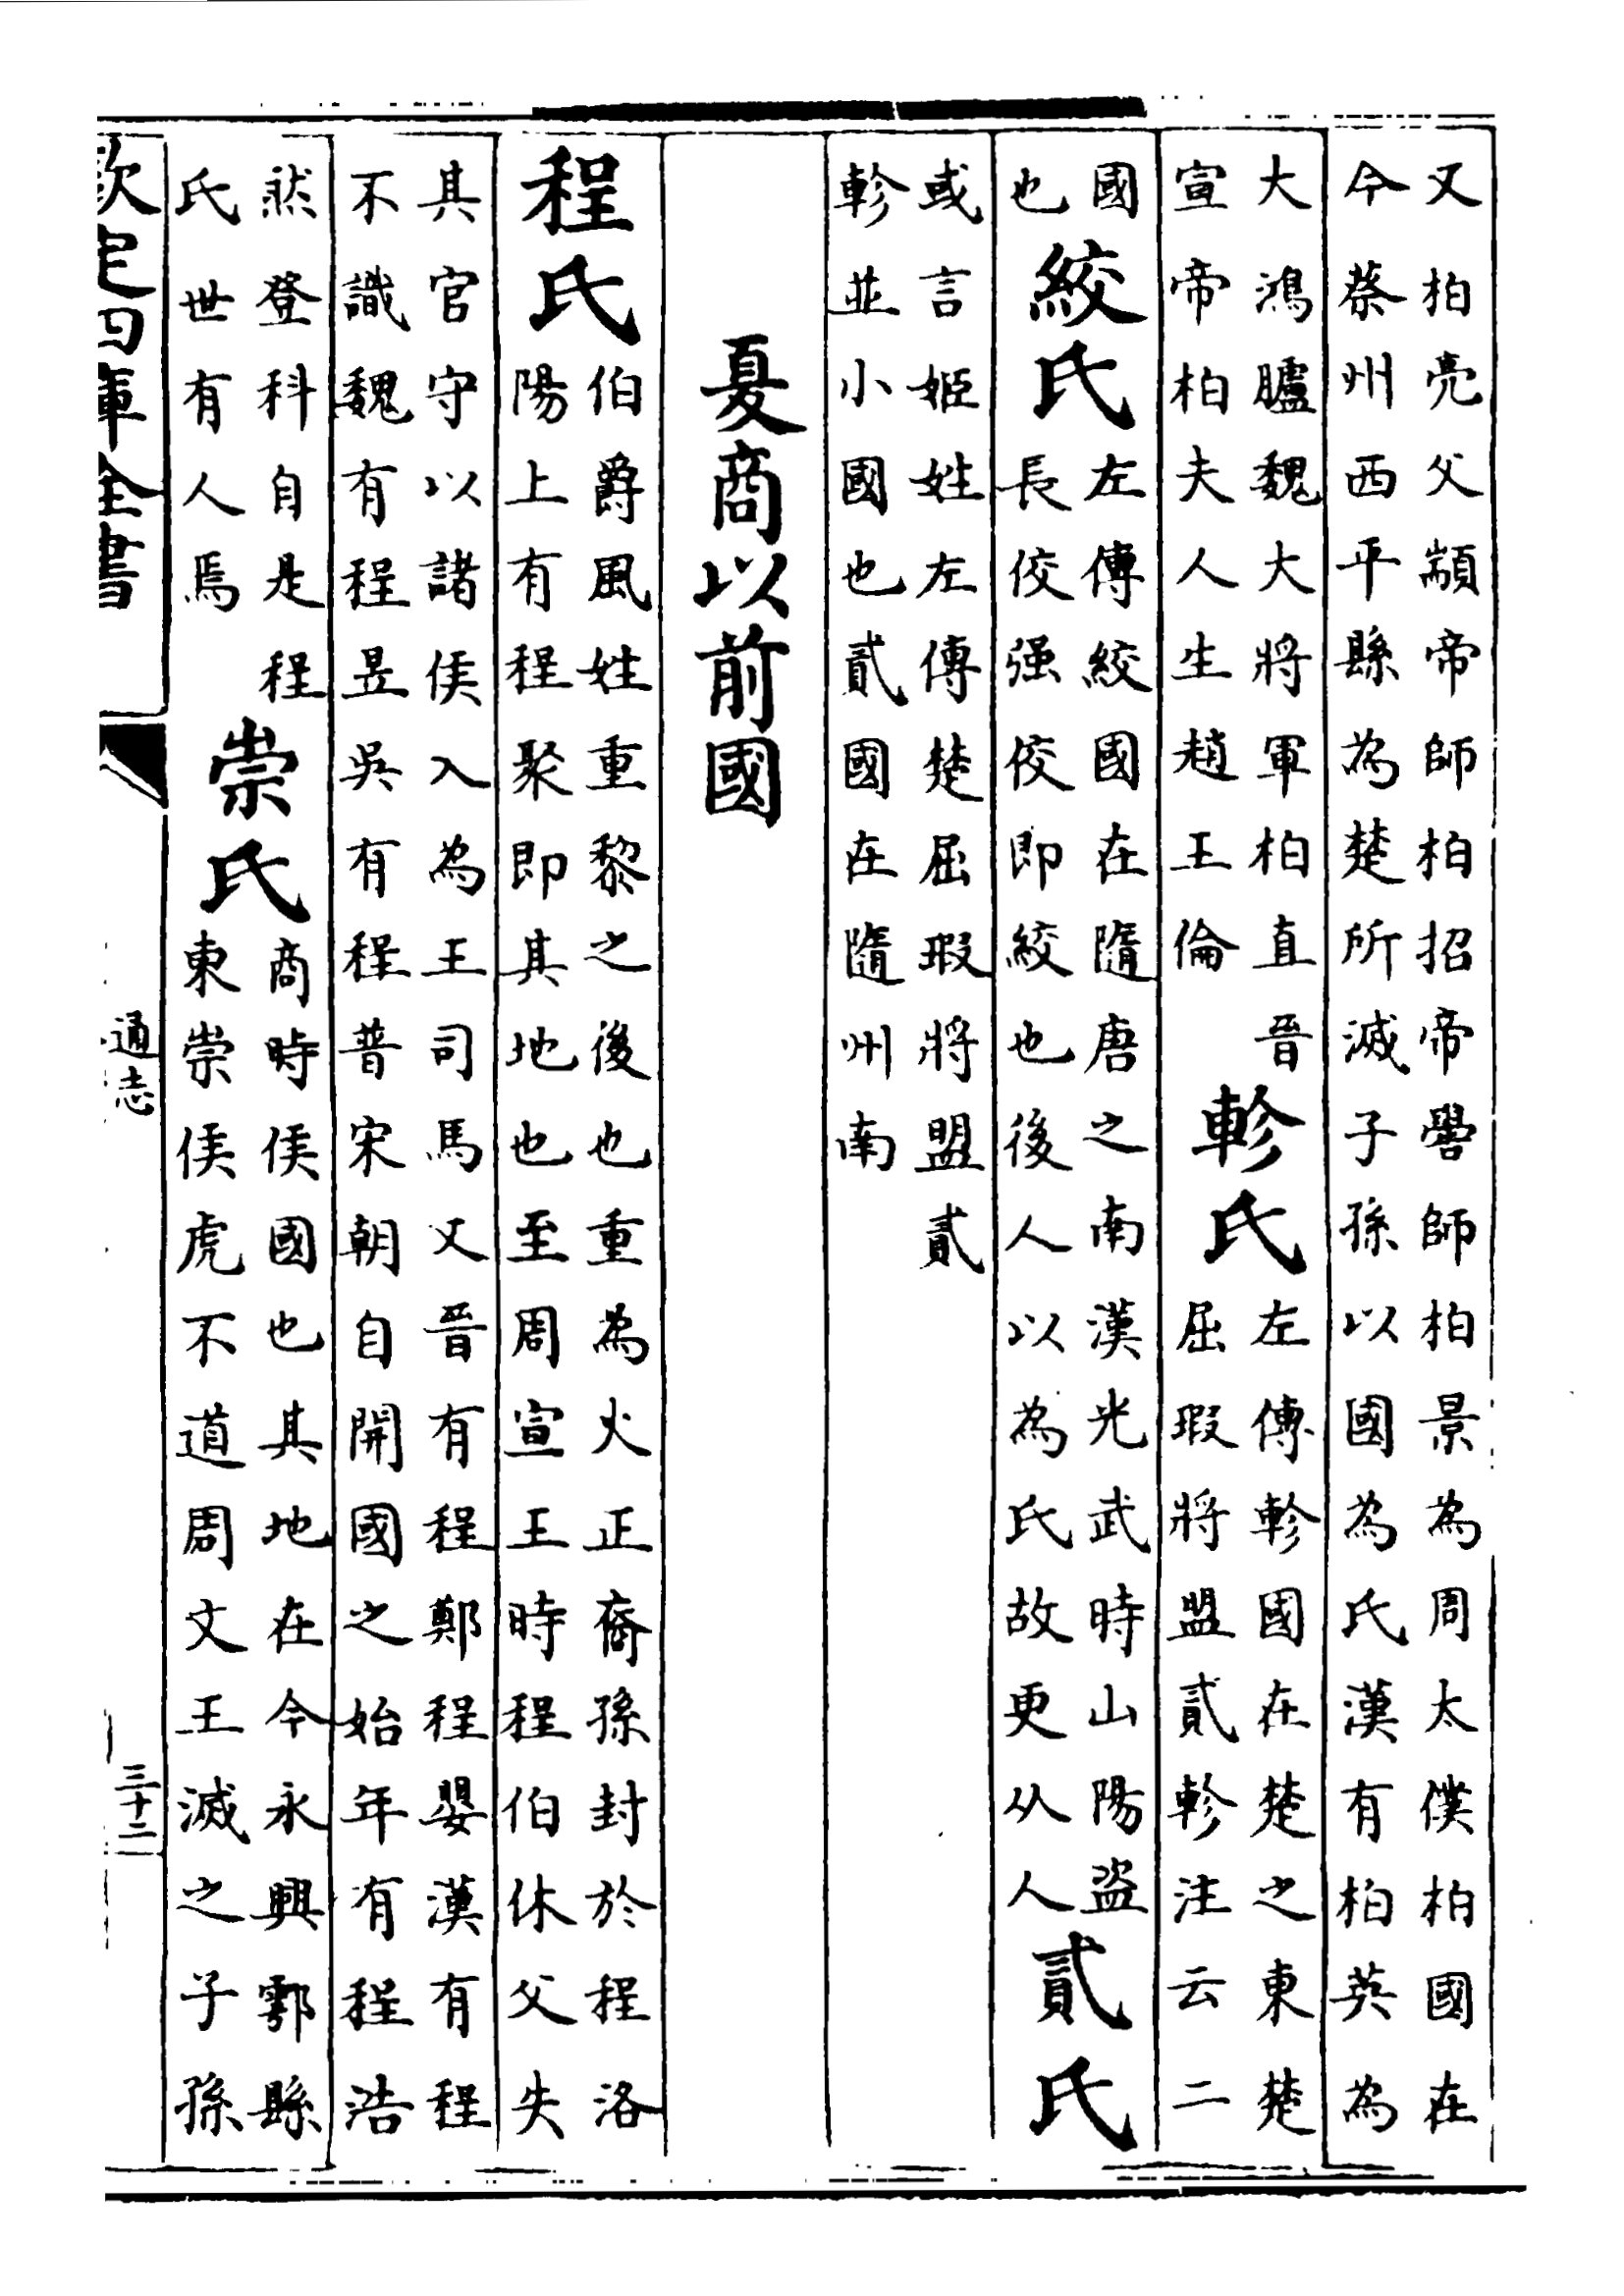 又柏亮父顓帝師柏招帝嚳師柏景為周太僕柏國在
今蔡州西平縣為楚所滅子孫以國為氏漢有柏英為
大鴻臚魏大將軍柏直晉
宣帝柏夫人生趙王倫
軫氏
左傳軫國在楚之東楚
屈瑕將盟貳軫注云二
國
也
絞氏
左傳絞國在隨唐之南漢光武時山陽盗
長佼强佼即絞也後人以為氏故更从人
貳氏
或言姬姓左傳楚屈瑕將盟貳
軫並小國也貳國在隨州南
夏商以前國
程氏
伯爵風姓重黎之後也重為火正裔孫封於程洛
陽上有程聚即其地也至周宣王時程伯休父失
其官守以諸侯入為王司馬又晉有程鄭程嬰漢有程
不識魏有程昱吳有程普宋朝自開國之始年有程浩
然登科自是程
氏世有人焉
崇氏
商時侯國也其地在今永興鄠縣
東崇侯虎不道周文王滅之子孫
欽定四庫全書
通志
三十二